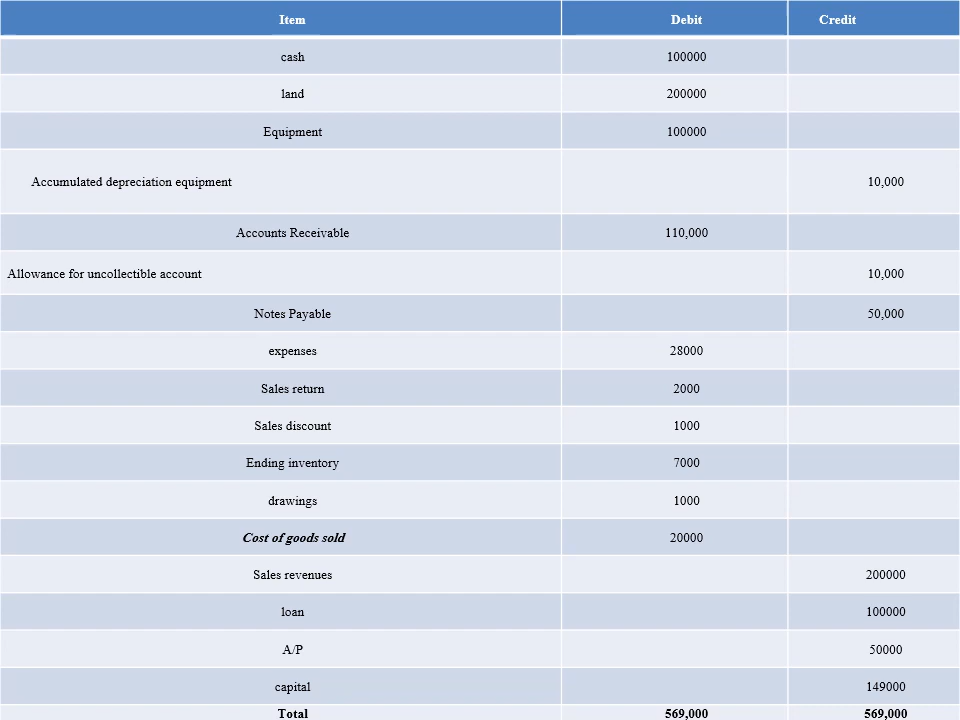 Item Debit Credit
cash 100000
land 200000
Equipment 100000
Accumulated depreciation equipment 10,000
Accounts Receivable 110,000
Allowance for uncollectible account 10,000
Notes Payable 50,000
expenses 28000
Sales return 2000
Sales discount 1000
Ending inventory 7000
drawings 1000
Cost of goods sold 20000
Sales revenues 200000
loan 100000
A/P 50000
capital 149000
Total 569,000 569,000